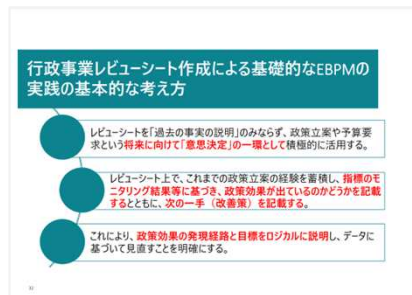 行政事業レビューシート作成による基礎的なEBPMの
実践の基本的な考え方
レビューシートを「過去の事実の説明」のみならず、政策立案や予算要
求という将来に向けて「意思決定」の一環として積極的に活用する。
レビューシート上で、これまでの政策立案の経験を蓄積し、指標のモ
ニタリング結果等に基づき、政策効果が出ているのかどうかを記載
するとともに、次の一手（改善策）を記載する。
これにより、政策効果の発現経路と目標をロジカルに説明し、データに
基づいて見直すことを明確にする。